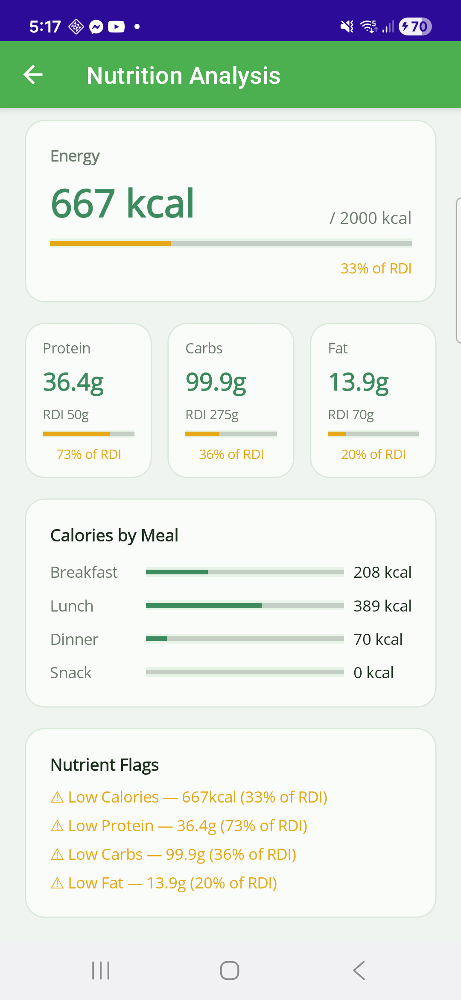 5:17
5
70
Nutrition Analysis
Energy
667 kcal
/ 2000 kcal
33% of RDI
Protein
36.4g
RDI 50g
73% of RDI
Carbs
99.9g
RDI 275g
36% of RDI
Fat
13.9g
RDI 70g
20% of RDI
Calories by Meal
Breakfast 208 kcal
Lunch 389 kcal
Dinner 70 kcal
Snack 0 kcal
Nutrient Flags
⚠ Low Calories — 667kcal (33% of RDI)
⚠ Low Protein — 36.4g (73% of RDI)
⚠ Low Carbs — 99.9g (36% of RDI)
⚠ Low Fat — 13.9g (20% of RDI)